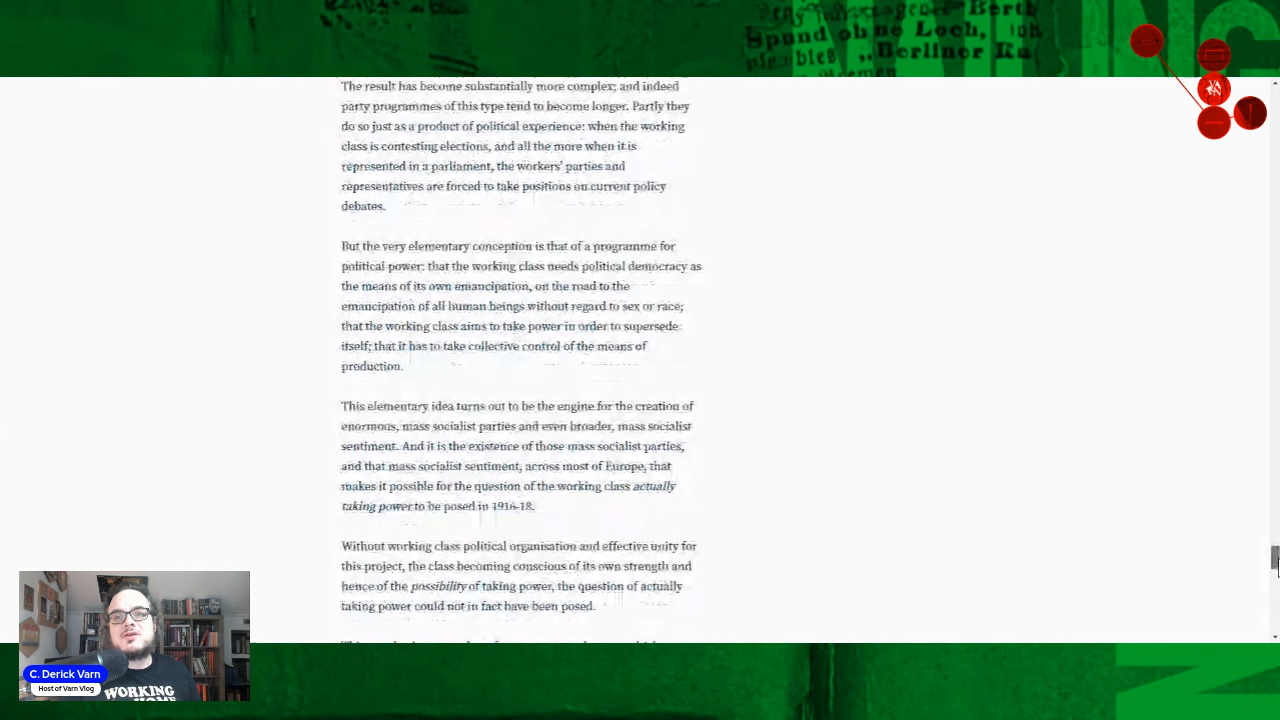 Berth
Spund ohne Loch,
"Berliner
The result has become substantially more complex; and indeed
party programmes of this type tend to become longer. Partly they
do so just as a product of political experience: when the working
class is contesting elections, and all the more when it is
represented in a parliament, the workers' parties and
representatives are forced to take positions on current policy
debates.
But the very elementary conception is that of a programme for
political power: that the working class needs political democracy as
the means of its own emancipation, on the road to the
emancipation of all human beings without regard to sex or race;
that the working class aims to take power in order to supersede
itself; that it has to take collective control of the means of
production.
This elementary idea turns out to be the engine for the creation of
enormous, mass socialist parties and even broader, mass socialist
sentiment. And it is the existence of those mass socialist parties,
and that mass socialist sentiment, across most of Europe, that
makes it possible for the question of the working class actually
taking power to be posed in 1916-18.
Without working class political organisation and effective unity for
this project, the class becoming conscious of its own strength and
hence of the possibility of taking power, the question of actually
taking power could not in fact have been posed.
C. Derick Varn
Host of Varn Vlog
WORKING